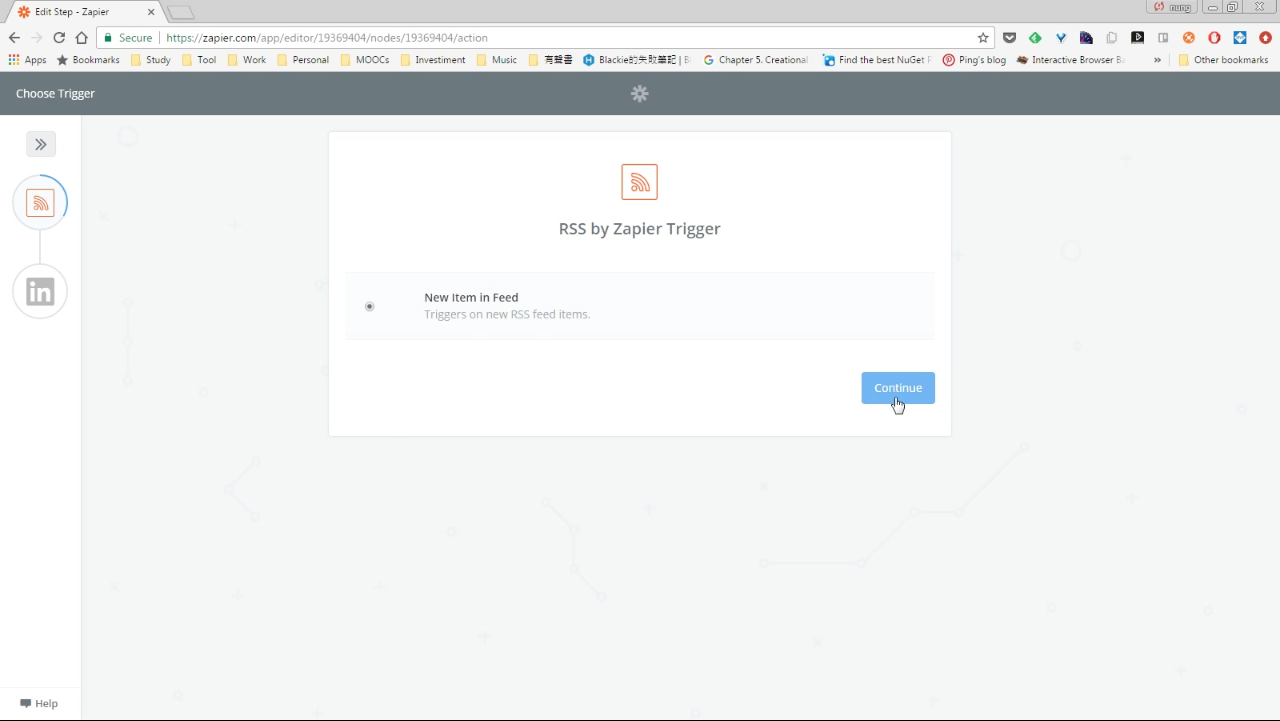 Edit Step - Zapier
nung
Secure
https://zapier.com/app/editor/19369404/nodes/19369404/action
Apps Bookmarks Study Tool Work Personal MOOCs Investiment Music 有聲書 Blackie的失敗筆記 | B Chapter 5. Creational Find the best NuGet P Ping's blog Interactive Browser Ba » Other bookmarks
Choose Trigger
RSS by Zapier Trigger
New Item in Feed
Triggers on new RSS feed items.
Continue
in
Help